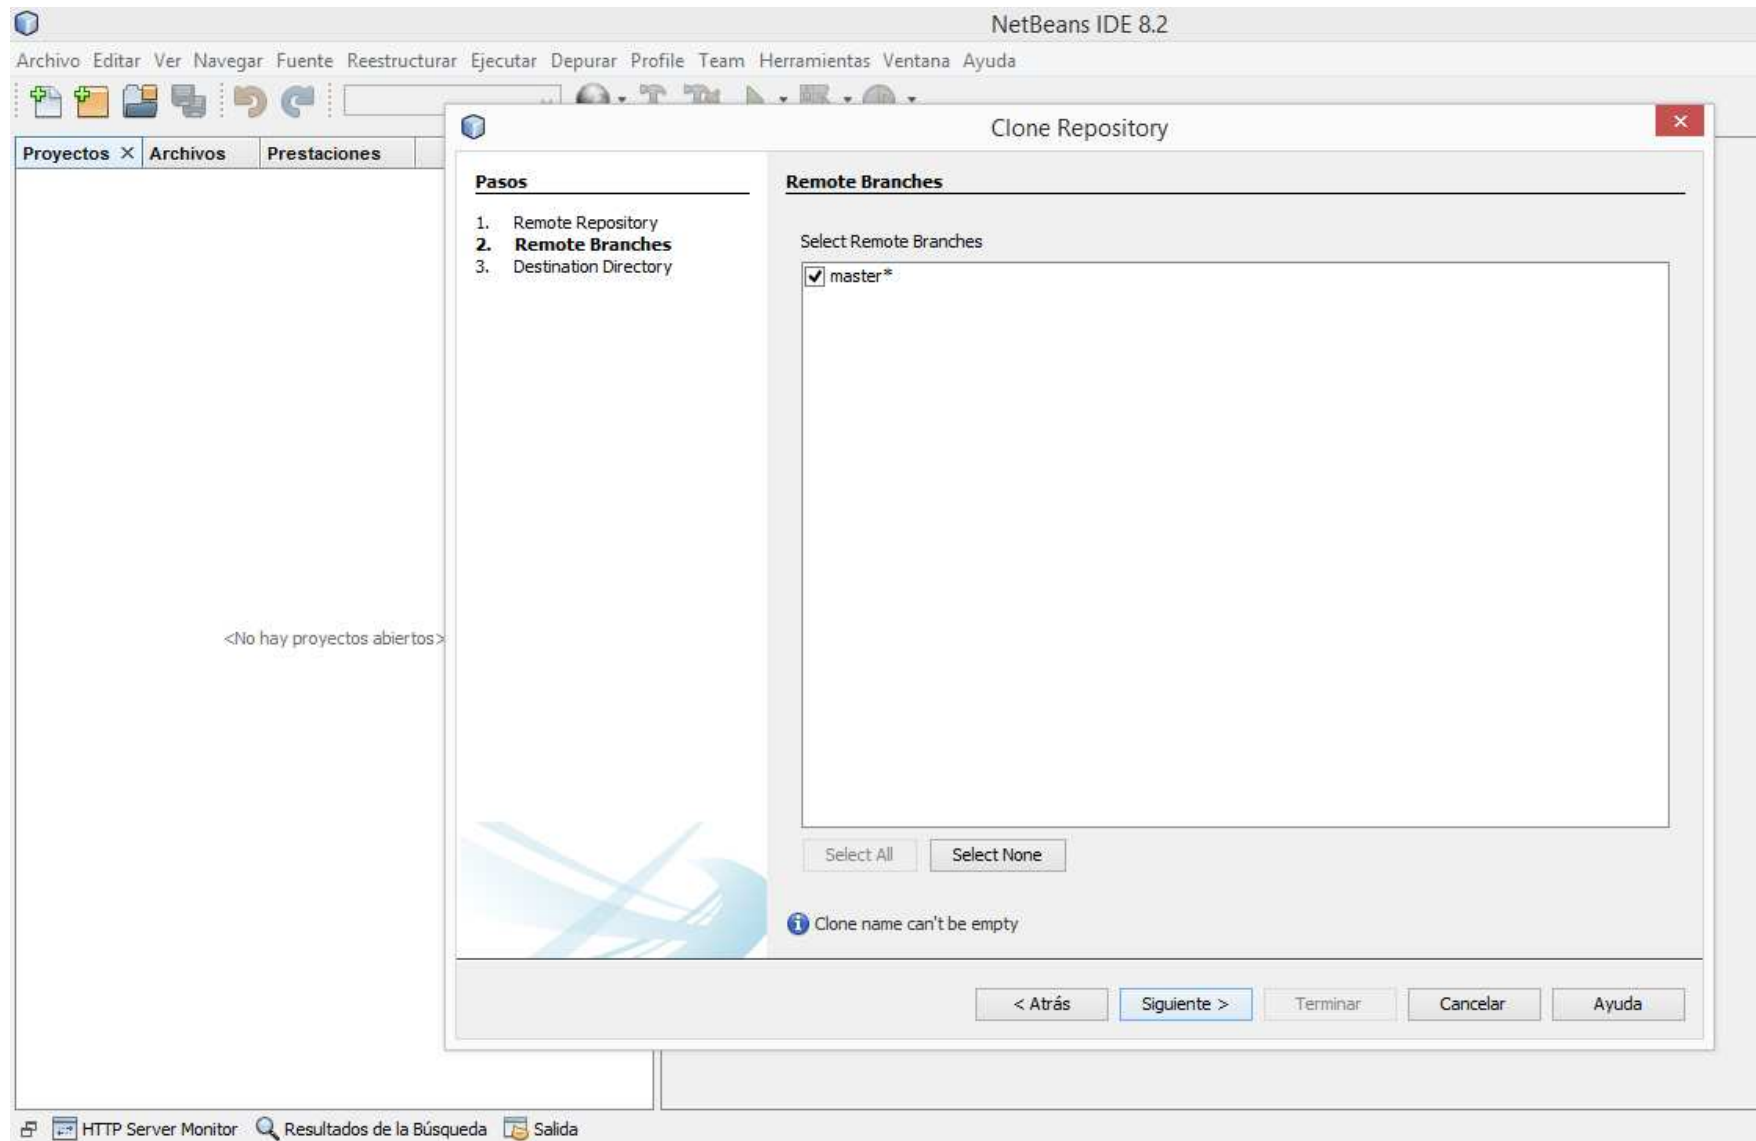 NetBeans IDE 8.2
Archivo Editar Ver Navegar Fuente Reestructurar Ejecutar Depurar Profile Team Herramientas Ventana Ayuda
Clone Repository
Proyectos Archivos Prestaciones
Pasos
1. Remote Repository
2. Remote Branches
3. Destination Directory
Remote Branches
Select Remote Branches
master*
<No hay proyectos abiertos>
Select All Select None
Clone name can't be empty
< Atrás Siguiente > Terminar Cancelar Ayuda
HTTP Server Monitor Resultados de la Búsqueda Salida